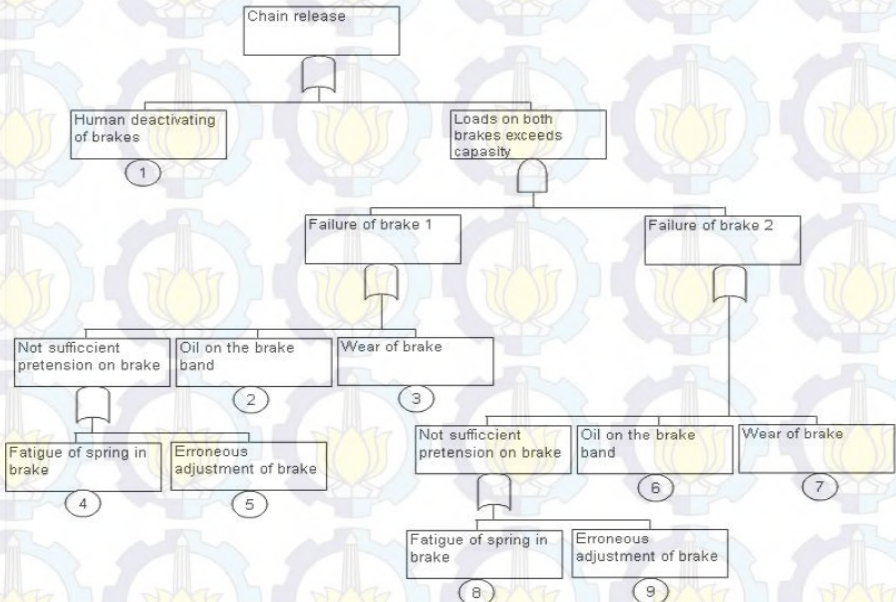 Chain release
Human deactivating
of brakes
1
Loads on both
brakes exceeds
capasity
Failure of brake 1
Failure of brake 2
Not sufficcient
pretension on brake
Oil on the brake
band
2
Wear of brake
3
Fatigue of spring in
brake
4
Erroneous
adjustment of brake
5
Not sufficcient
pretension on brake
Oil on the brake
band
6
Wear of brake
7
Fatigue of spring in
brake
8
Erroneous
adjustment of brake
9